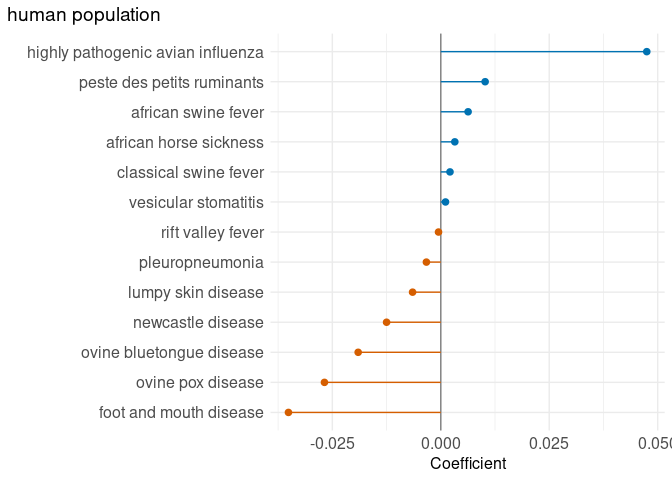 human population
highly pathogenic avian influenza
peste des petits ruminants
african swine fever
african horse sickness
classical swine fever
vesicular stomatitis
rift valley fever
pleuropneumonia
lumpy skin disease
newcastle disease
ovine bluetongue disease
ovine pox disease
foot and mouth disease
-0.025 0.000 0.025 0.050
Coefficient